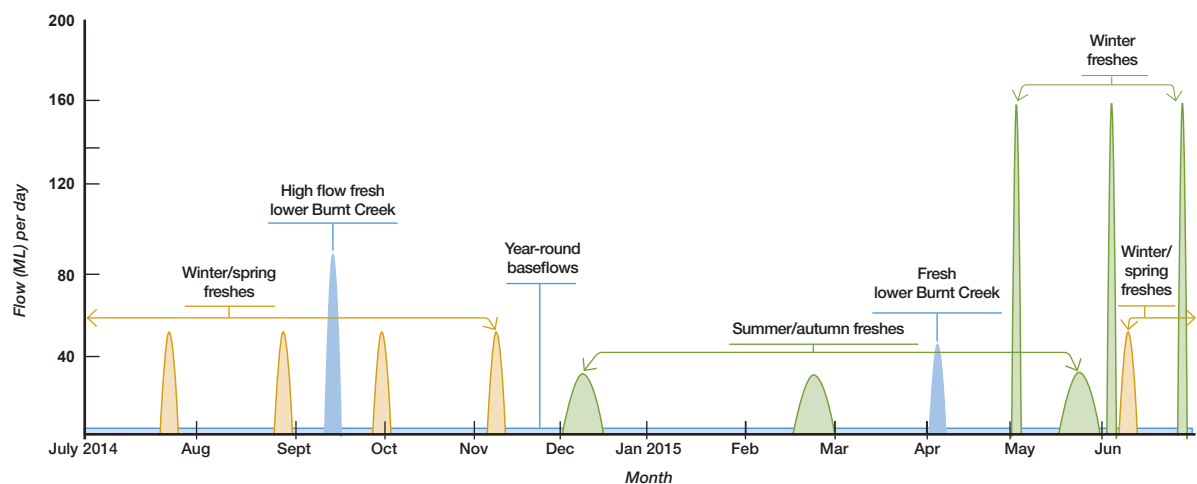 200
160
120
80
40
Flow (ML) per day
Winter/spring
freshes
High flow fresh
lower Burnt Creek
Year-round
baseflows
Summer/autumn freshes
Fresh
lower Burnt Creek
Winter
freshes
Winter/
spring
freshes
July 2014 Aug Sept Oct Nov Dec Jan 2015 Feb Mar Apr May Jun
Month